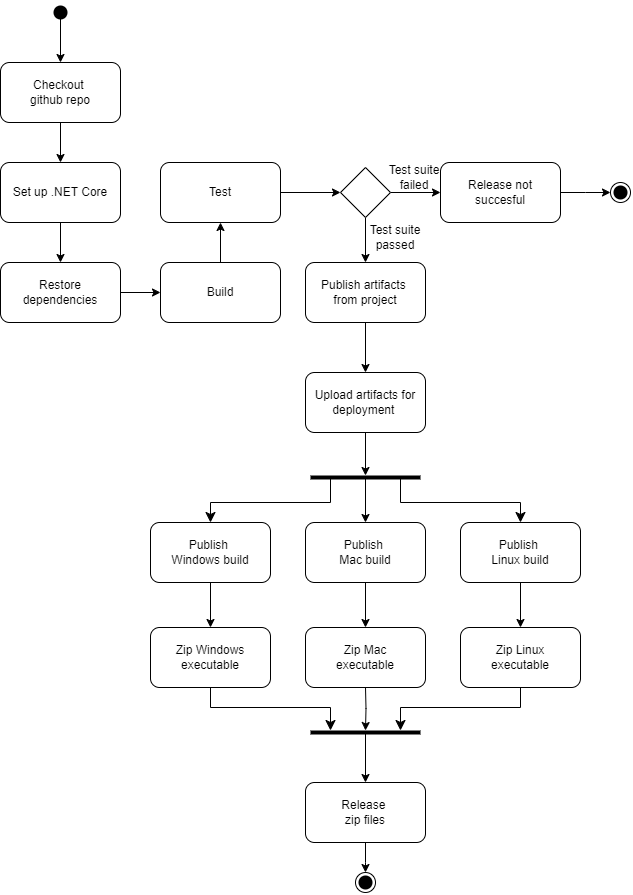 Checkout
github repo
Set up .NET Core
Restore
dependencies
Build
Test
Test suite
failed
Release not
succesful
Test suite
passed
Publish artifacts
from project
Upload artifacts for
deployment
Publish
Windows build
Publish
Mac build
Publish
Linux build
Zip Windows
executable
Zip Mac
executable
Zip Linux
executable
Release
zip files